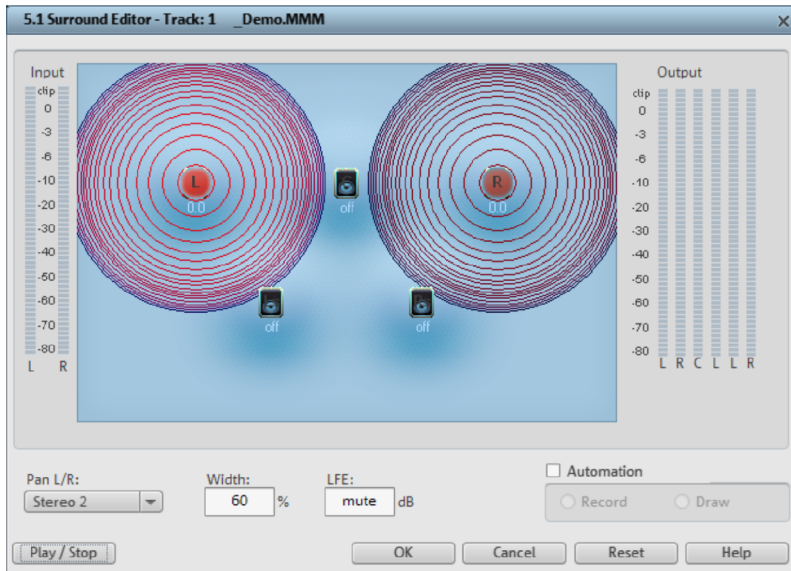 5.1 Surround Editor - Track: 1 _Demo.MMM
Input
clip
0
-3
-6
-10
-20
-30
-40
-50
-60
-70
-80
L R
L
0.0
off
R
0.0
off
off
Output
clip
0
-3
-6
-10
-20
-30
-40
-50
-60
-70
-80
L R C L L R
Pan L/R:
Stereo 2
Width:
60 %
LFE:
mute dB
Automation
Record Draw
Play / Stop OK Cancel Reset Help